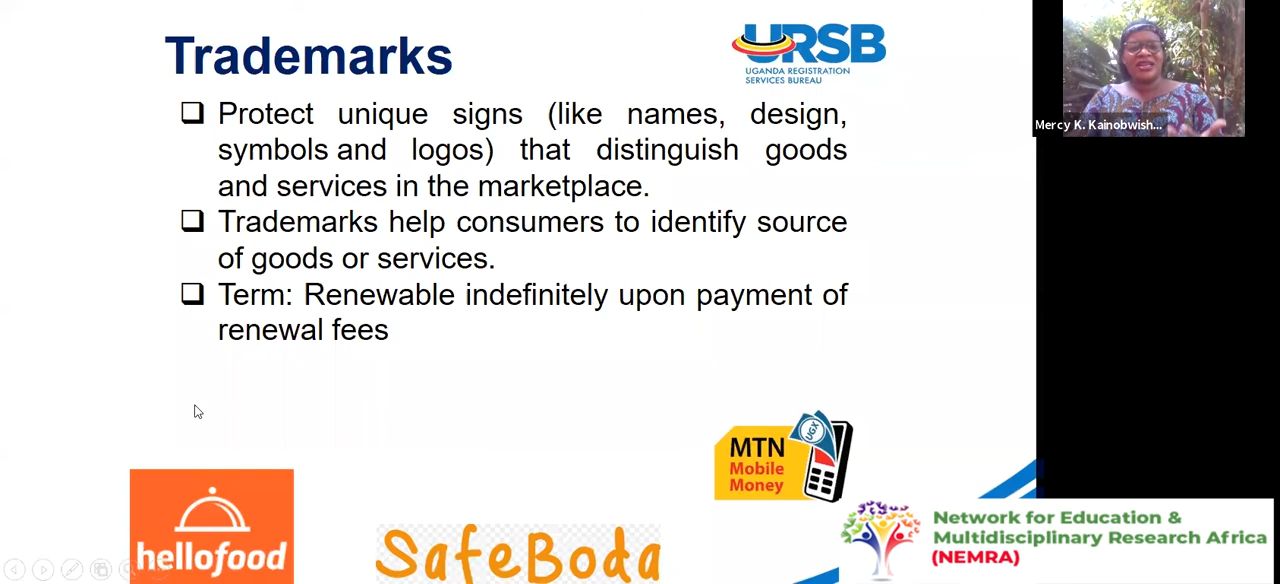 Trademarks
URSB
UGANDA REGISTRATION
SERVICES BUREAU
❑ Protect unique signs (like names, design,
symbols and logos) that distinguish goods
and services in the marketplace.
❑ Trademarks help consumers to identify source
of goods or services.
❑ Term: Renewable indefinitely upon payment of
renewal fees
Mercy K. Kainobwish...
UGX
MTN
Mobile
Money
hellofood
SafeBoda
Network for Education &
Multidisciplinary Research Africa
(NEMRA)